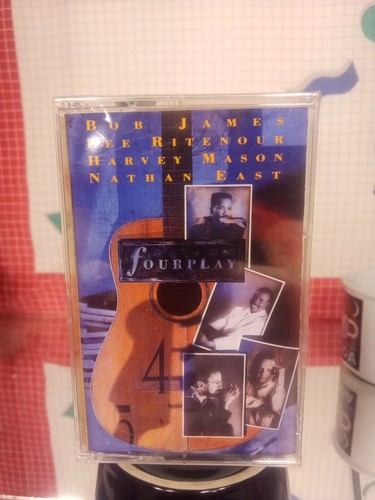 BOB JAMES
LEE RITENOUR
HARVEY MASON
NATHAN EAST
fOURPLAY
4
5